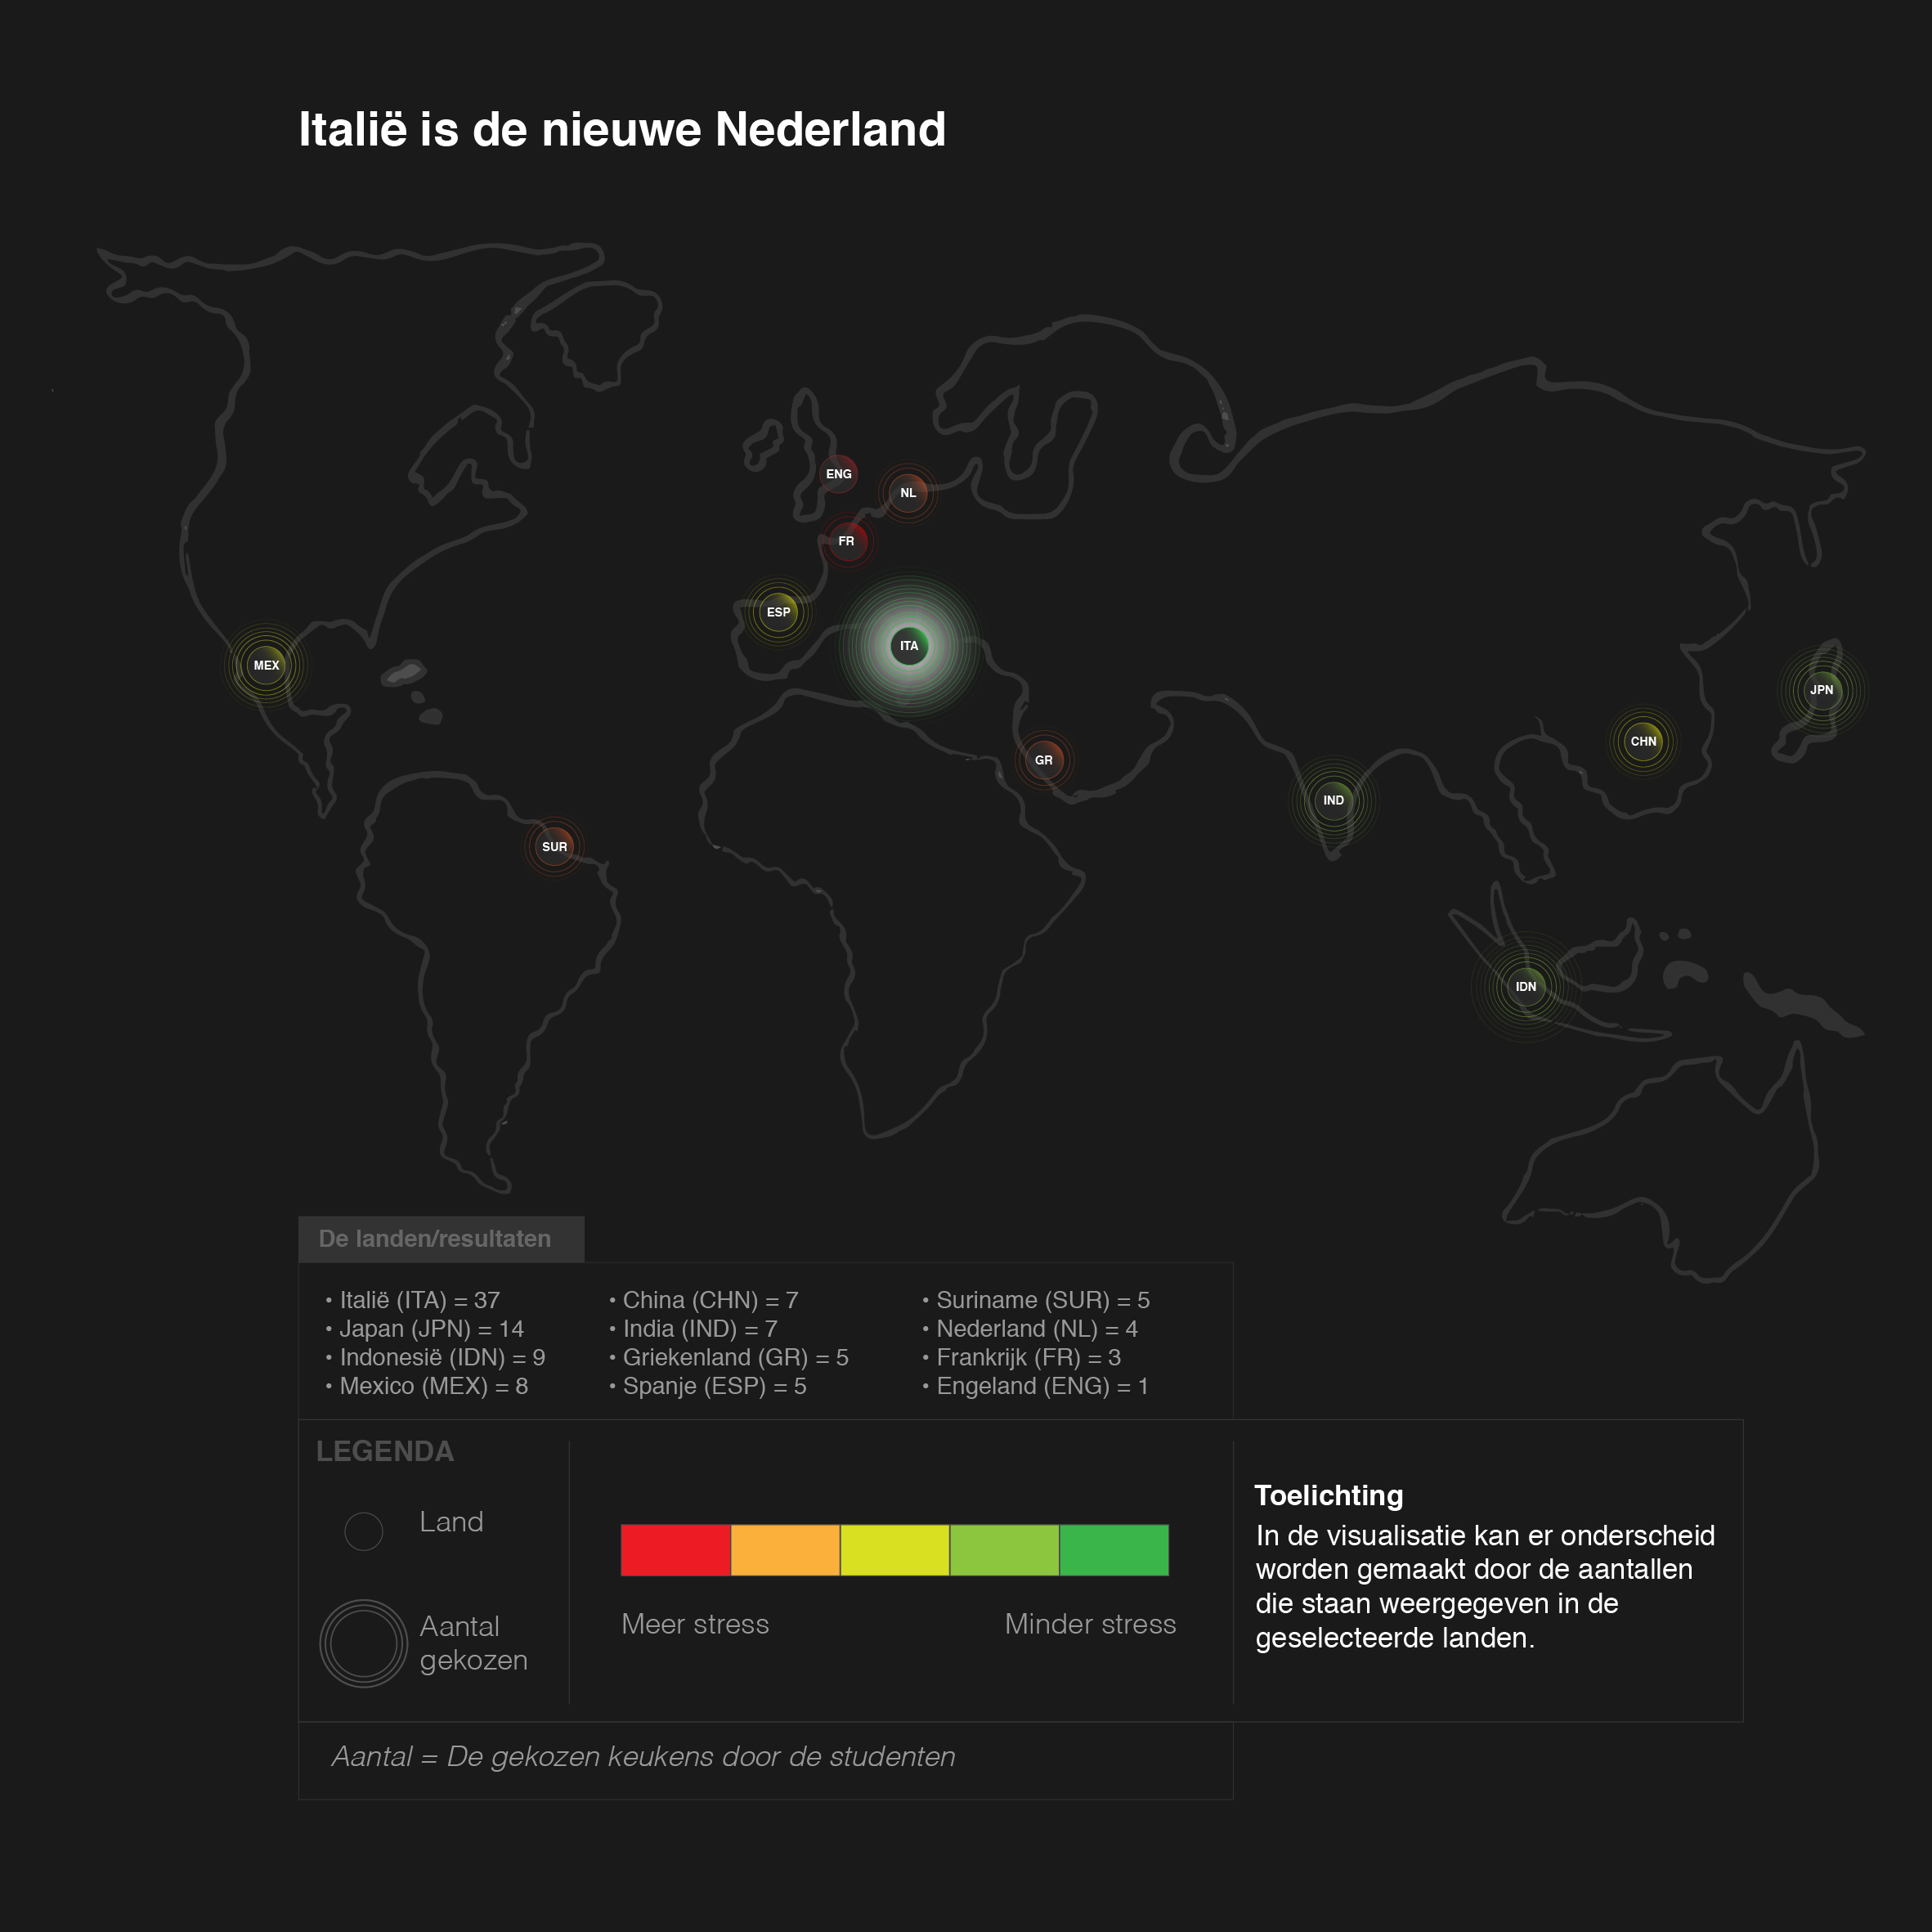 Italië is de nieuwe Nederland
ENG
NL
FR
ESP
ITA
MEX
JPN
CHN
GR
IND
SUR
IDN
De landen/resultaten
• Italië (ITA) = 37
• Japan (JPN) = 14
• Indonesië (IDN) = 9
• Mexico (MEX) = 8
• China (CHN) = 7
• India (IND) = 7
• Griekenland (GR) = 5
• Spanje (ESP) = 5
• Suriname (SUR) = 5
• Nederland (NL) = 4
• Frankrijk (FR) = 3
• Engeland (ENG) = 1
LEGENDA
Land
Aantal
gekozen
Meer stress
Minder stress
Toelichting
In de visualisatie kan er onderscheid
worden gemaakt door de aantallen
die staan weergegeven in de
geselecteerde landen.
Aantal = De gekozen keukens door de studenten